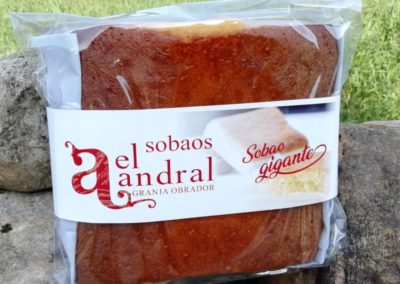 sobaos
el andral
GRANJA OBRADOR
Sobao
gigante